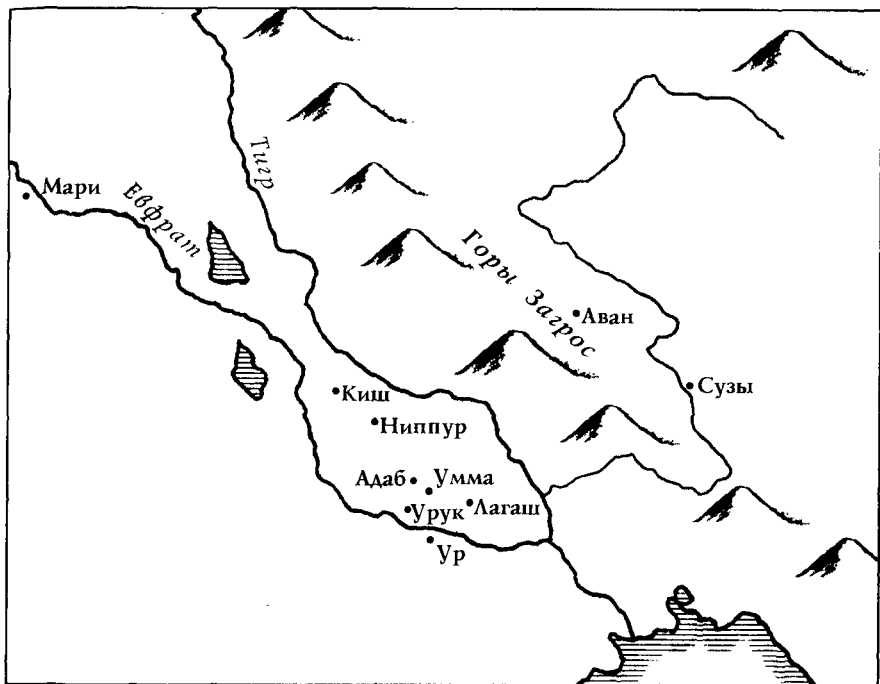 Тигр
Мари
Евфрат
Горы Загрос
Аван
Сузы
Киш
Ниппур
Адаб
Умма
Урук
Лагаш
Ур